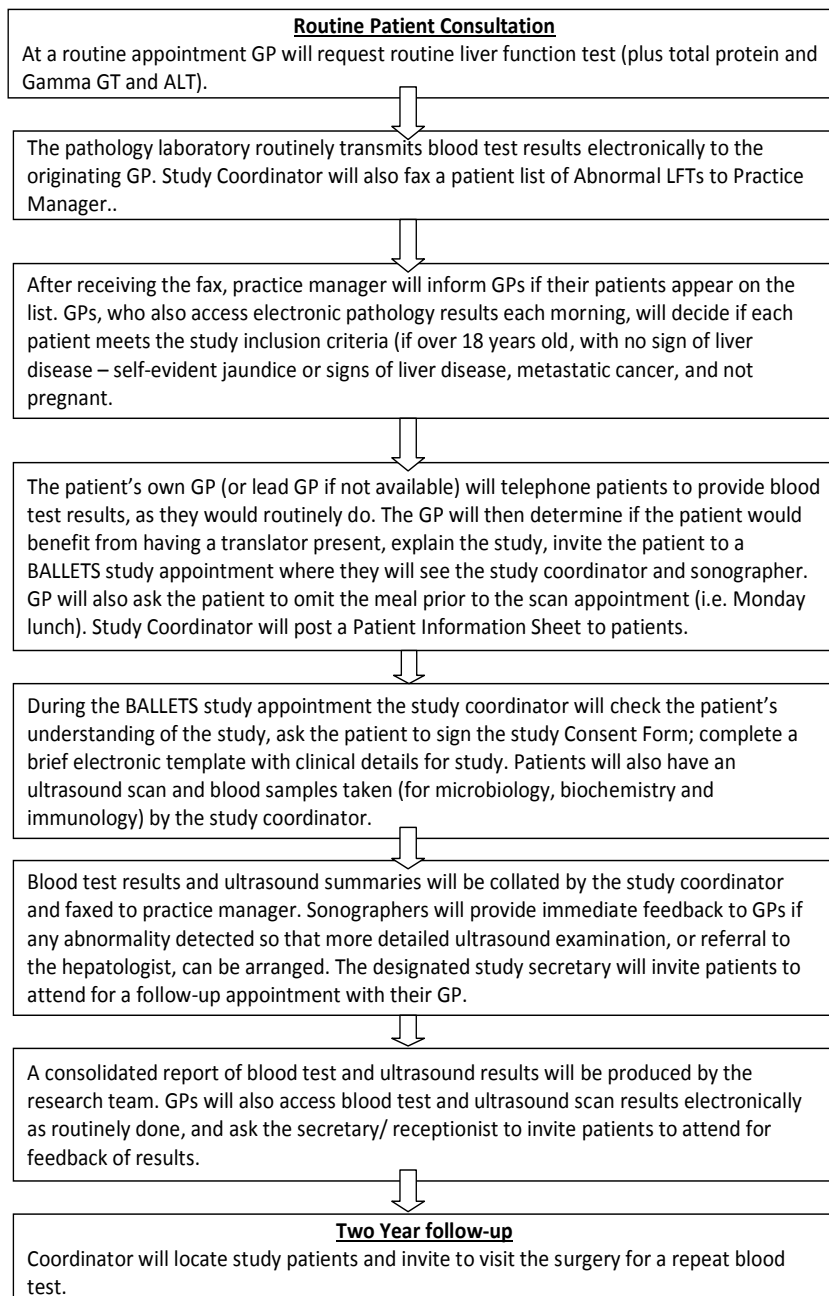 Routine Patient Consultation
At a routine appointment GP will request routine liver function test (plus total protein and
Gamma GT and ALT).
The pathology laboratory routinely transmits blood test results electronically to the
originating GP. Study Coordinator will also fax a patient list of Abnormal LFTs to Practice
Manager..
After receiving the fax, practice manager will inform GPs if their patients appear on the
list. GPs, who also access electronic pathology results each morning, will decide if each
patient meets the study inclusion criteria (if over 18 years old, with no sign of liver
disease – self-evident jaundice or signs of liver disease, metastatic cancer, and not
pregnant.
The patient's own GP (or lead GP if not available) will telephone patients to provide blood
test results, as they would routinely do. The GP will then determine if the patient would
benefit from having a translator present, explain the study, invite the patient to a
BALLETS study appointment where they will see the study coordinator and sonographer.
GP will also ask the patient to omit the meal prior to the scan appointment (i.e. Monday
lunch). Study Coordinator will post a Patient Information Sheet to patients.
During the BALLETS study appointment the study coordinator will check the patient's
understanding of the study, ask the patient to sign the study Consent Form; complete a
brief electronic template with clinical details for study. Patients will also have an
ultrasound scan and blood samples taken (for microbiology, biochemistry and
immunology) by the study coordinator.
Blood test results and ultrasound summaries will be collated by the study coordinator
and faxed to practice manager. Sonographers will provide immediate feedback to GPs if
any abnormality detected so that more detailed ultrasound examination, or referral to
the hepatologist, can be arranged. The designated study secretary will invite patients to
attend for a follow-up appointment with their GP.
A consolidated report of blood test and ultrasound results will be produced by the
research team. GPs will also access blood test and ultrasound scan results electronically
as routinely done, and ask the secretary/ receptionist to invite patients to attend for
feedback of results.
Two Year follow-up
Coordinator will locate study patients and invite to visit the surgery for a repeat blood
test.